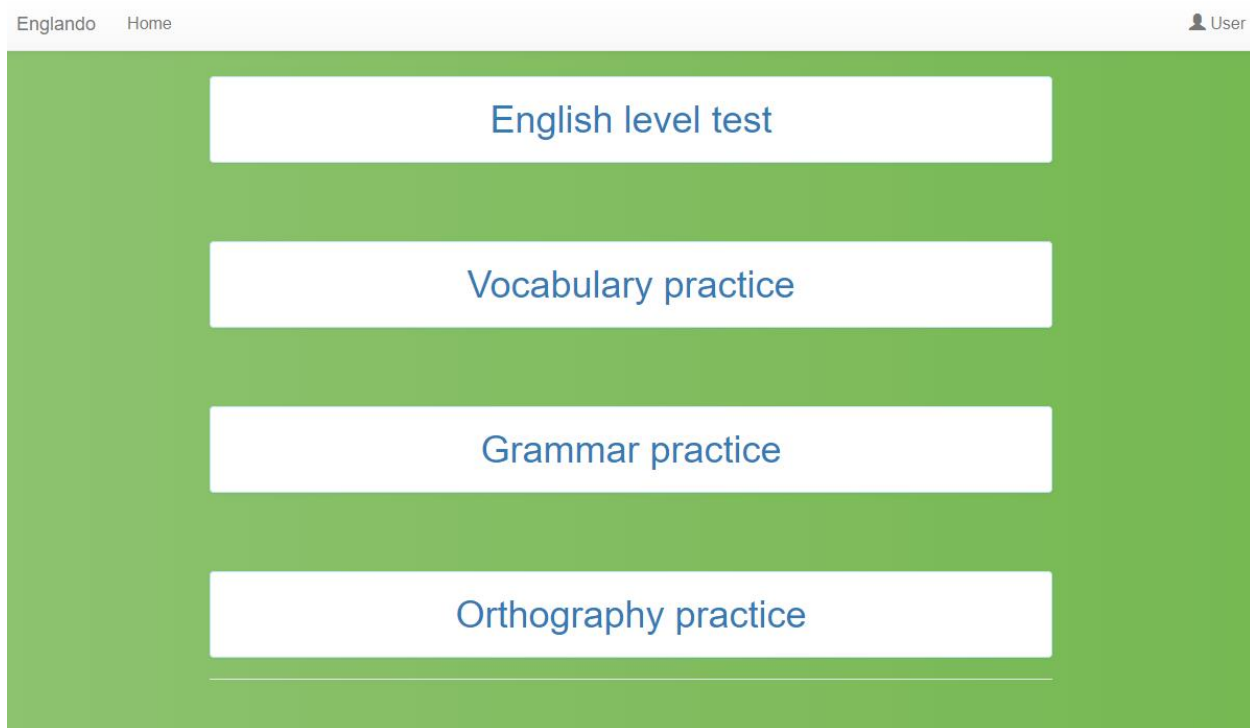 Englando Home User
English level test
Vocabulary practice
Grammar practice
Orthography practice